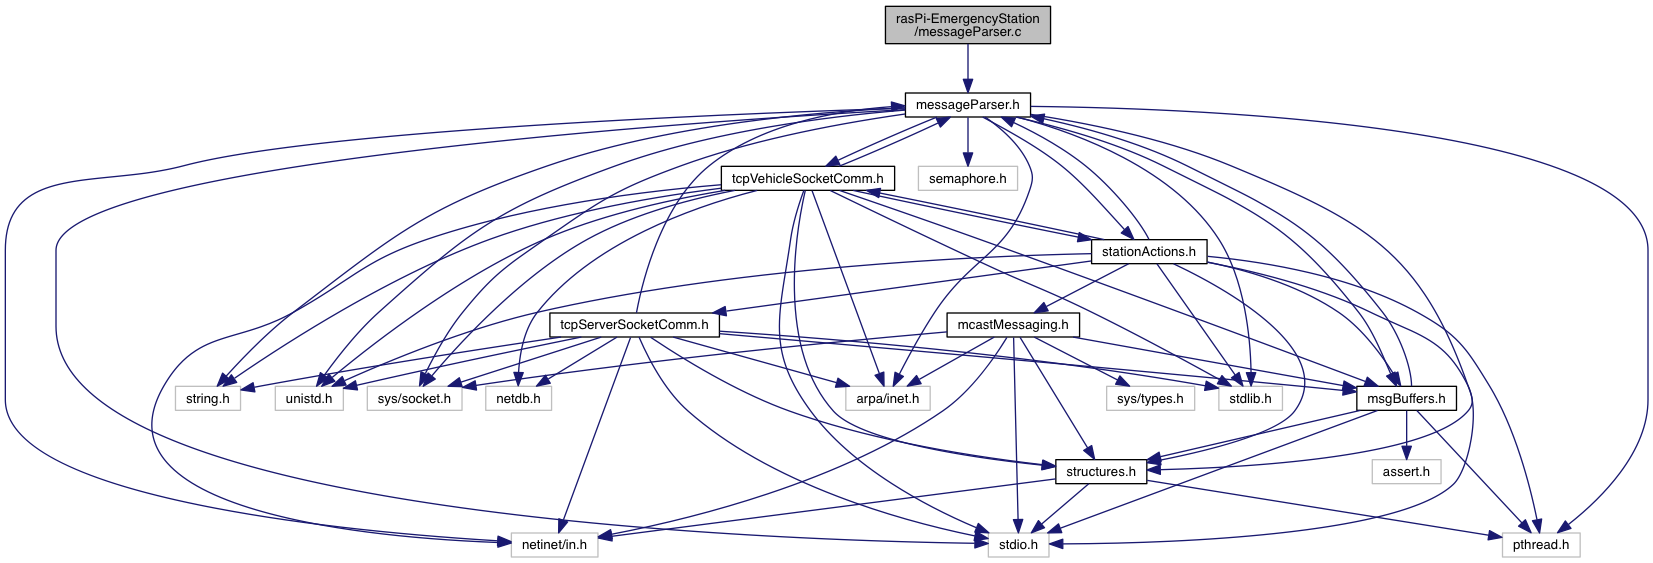 rasPi-EmergencyStation
/messageParser.c
messageParser.h
tcpVehicleSocketComm.h
semaphore.h
stationActions.h
tcpServerSocketComm.h
mcastMessaging.h
string.h
unistd.h
sys/socket.h
netdb.h
arpa/inet.h
sys/types.h
stdlib.h
msgBuffers.h
structures.h
assert.h
netinet/in.h
stdio.h
pthread.h